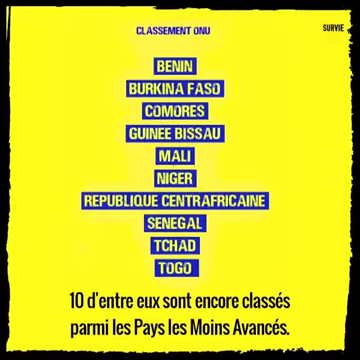 CLASSEMENT ONU
SURVIE
BENIN
BURKINA FASO
COMORES
GUINEE BISSAU
MALI
NIGER
REPUBLIQUE CENTRAFRICAINE
SENEGAL
TCHAD
TOGO
10 d'entre eux sont encore classés
parmi les Pays les Moins Avancés.